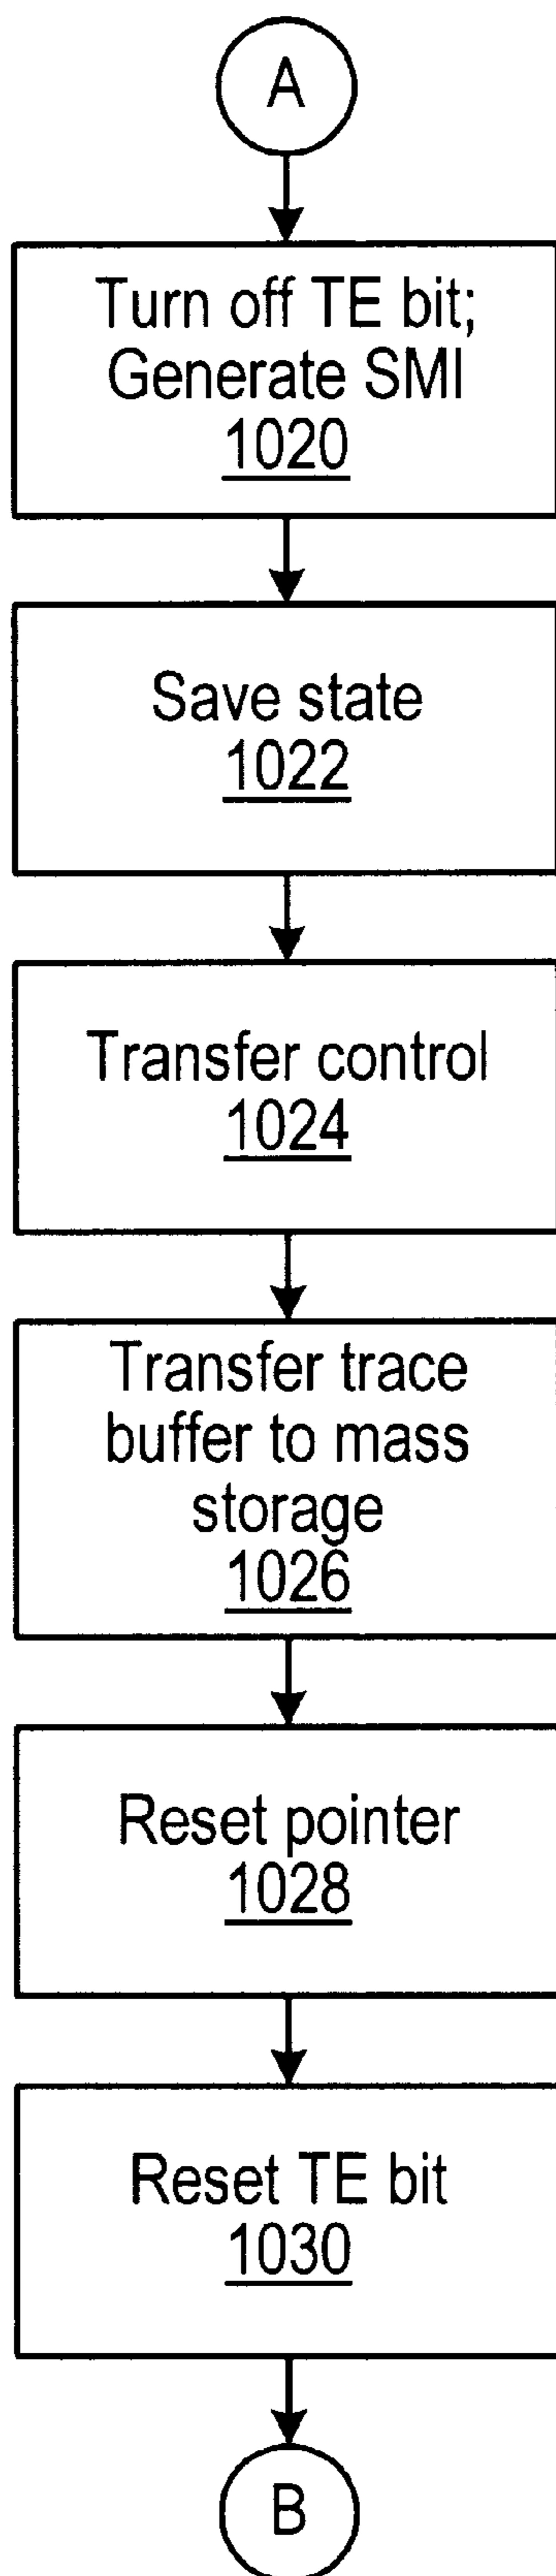 A
Turn off TE bit;
Generate SMI
1020
Save state
1022
Transfer control
1024
Transfer trace
buffer to mass
storage
1026
Reset pointer
1028
Reset TE bit
1030
B